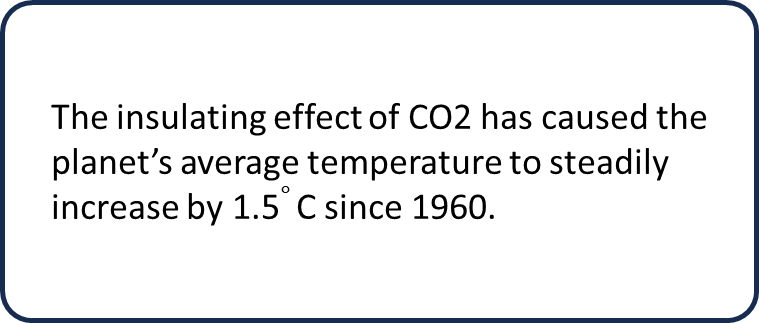 The insulating effect of CO2 has caused the
planet’s average temperature to steadily
increase by 1.5° C since 1960.